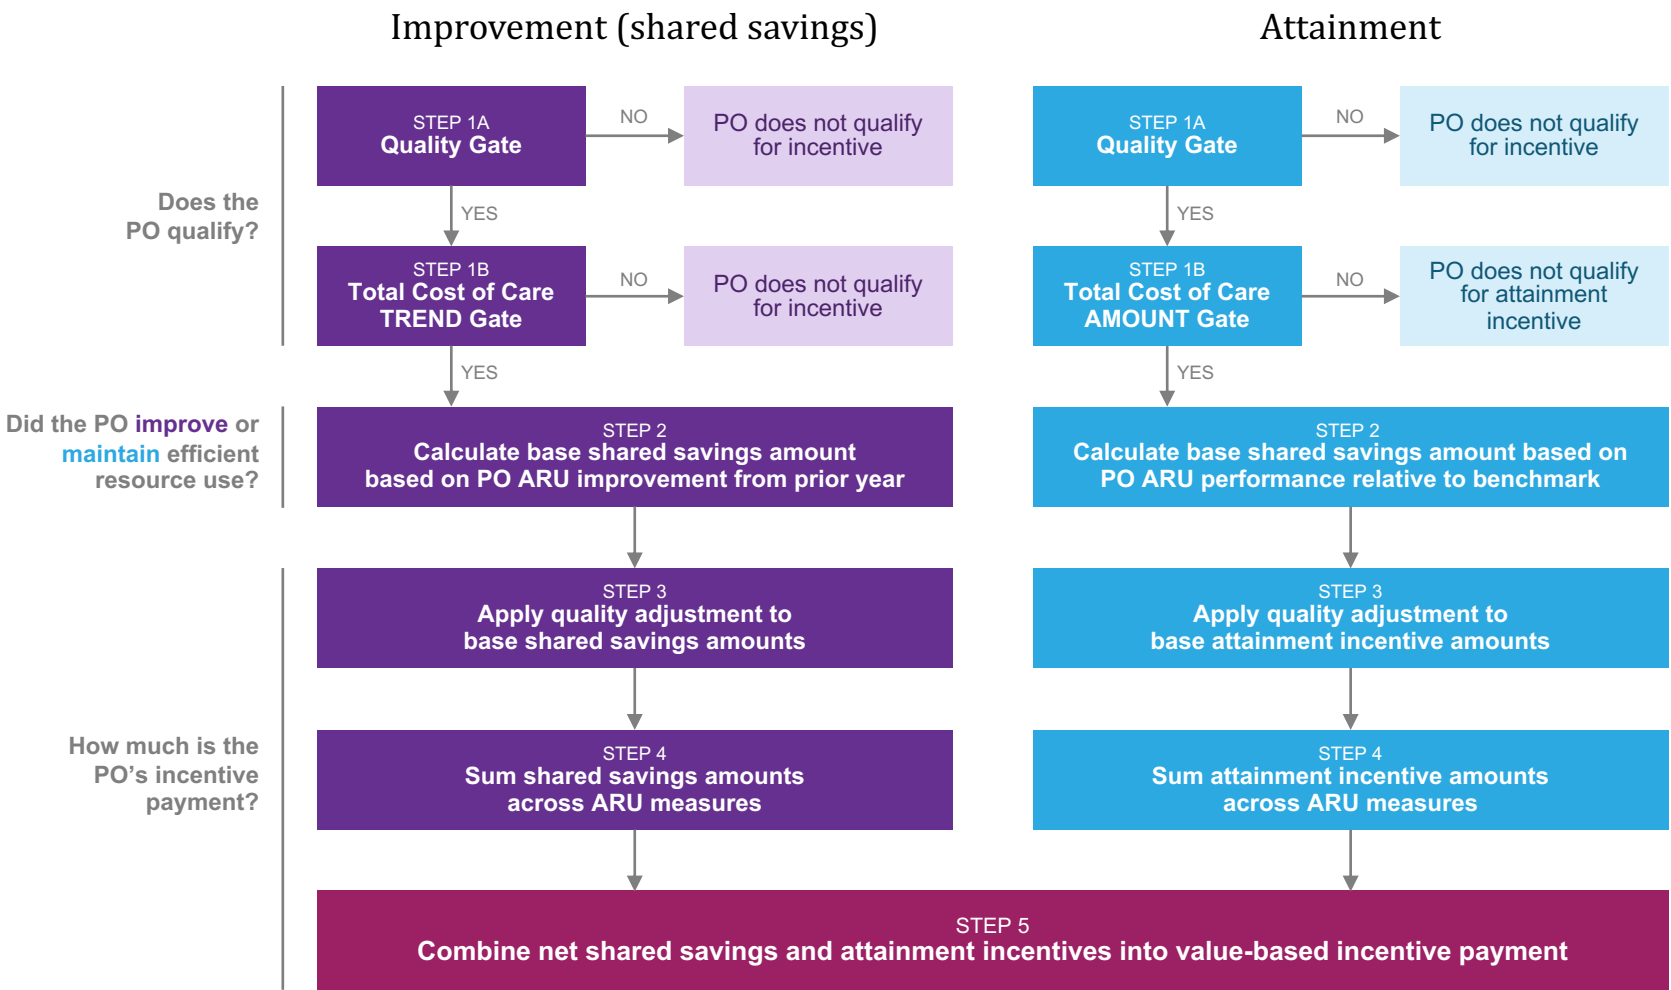 Improvement (shared savings)
Attainment
Does the
PO qualify?
STEP 1A
Quality Gate
NO
PO does not qualify
for incentive
YES
STEP 1B
Total Cost of Care
TREND Gate
NO
PO does not qualify
for incentive
YES
STEP 1A
Quality Gate
NO
PO does not qualify
for incentive
YES
STEP 1B
Total Cost of Care
AMOUNT Gate
NO
PO does not qualify
for attainment
incentive
YES
Did the PO improve or
maintain efficient
resource use?
STEP 2
Calculate base shared savings amount
based on PO ARU improvement from prior year
STEP 2
Calculate base shared savings amount based on
PO ARU performance relative to benchmark
How much is the
PO’s incentive
payment?
STEP 3
Apply quality adjustment to
base shared savings amounts
STEP 3
Apply quality adjustment to
base attainment incentive amounts
STEP 4
Sum shared savings amounts
across ARU measures
STEP 4
Sum attainment incentive amounts
across ARU measures
STEP 5
Combine net shared savings and attainment incentives into value-based incentive payment